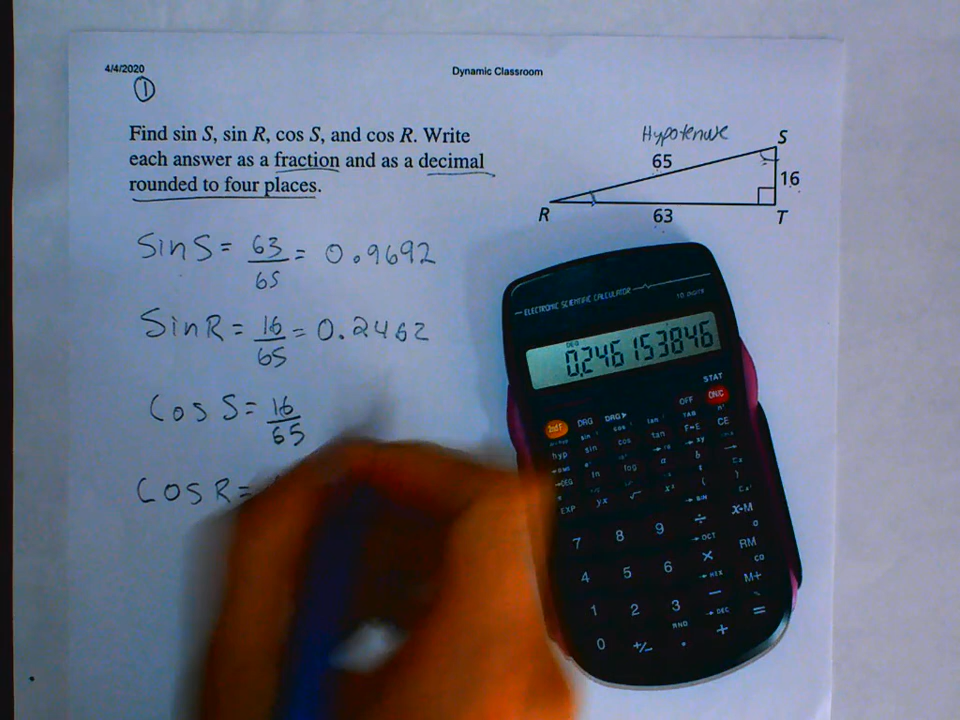 4/4/2020
Dynamic Classroom
1
Find sin S, sin R, cos S, and cos R. Write
each answer as a fraction and as a decimal
rounded to four places.
Hypotenuse
S
65
16
R
63
T
Sin S = 63/65 = 0.9692
Sin R = 16/65 = 0.2462
Cos S = 16/65
Cos R =
ELECTRONIC SCIENTIFIC CALCULATOR
10 DIGITS
DEG
0.246153846
STAT
2ndF DRG DRG▸ OFF ON/C
hyp sin cos tan F↔E CE
ln log
EXP
7 8 9 ÷ X→M
4 5 6 × RM
1 2 3 − M+
0 +/− . + =